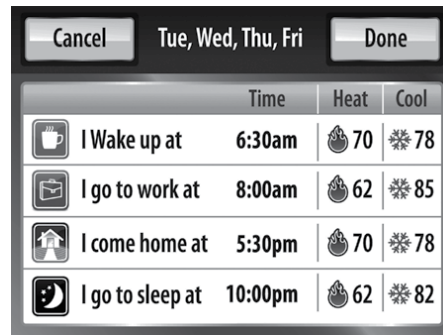 Cancel Tue, Wed, Thu, Fri Done
Time Heat Cool
I Wake up at 6:30am 70 78
I go to work at 8:00am 62 85
I come home at 5:30pm 70 78
I go to sleep at 10:00pm 62 82